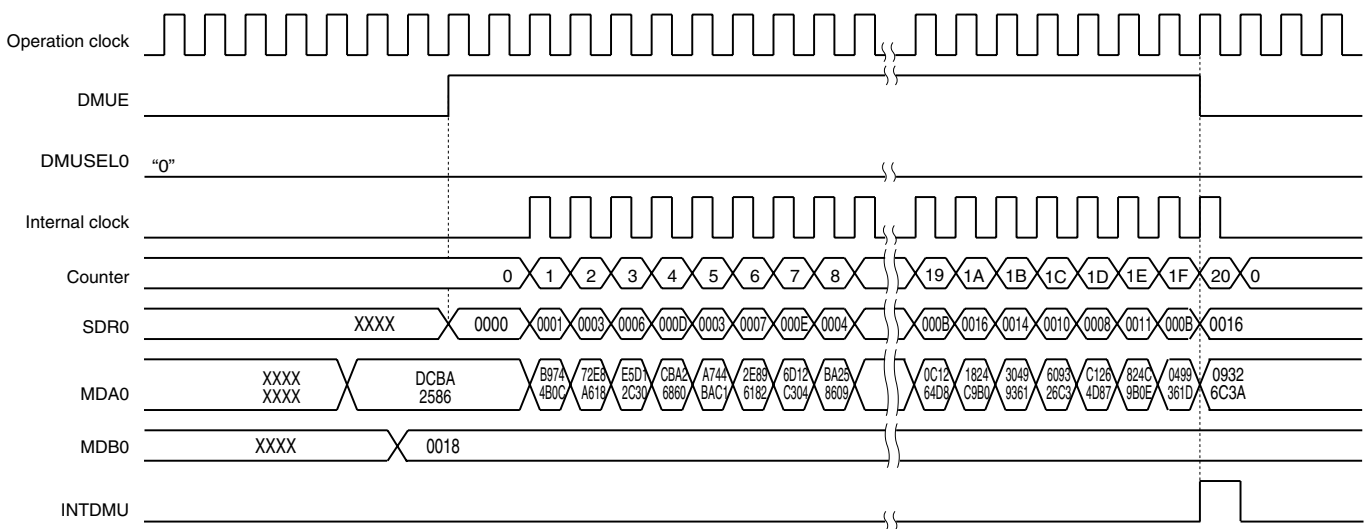 Operation clock
DMUE
DMUSEL0 “0”
Internal clock
Counter 0 1 2 3 4 5 6 7 8 19 1A 1B 1C 1D 1E 1F 20 0
SDR0 XXXX 0000 0001 0003 0006 000D 0003 0007 000E 0004 000B 0016 0014 0010 0008 0011 000B 0016
MDA0 XXXX DCBA B974 72E8 E5D1 CBA2 A744 2E89 6D12 BA25 0C12 1824 3049 6093 C126 824C 0499 0932
XXXX 2586 4B0C A618 2C30 6860 BAC1 6182 C304 8609 64D8 C9B0 9361 26C3 4D87 9B0E 361D 6C3A
MDB0 XXXX 0018
INTDMU